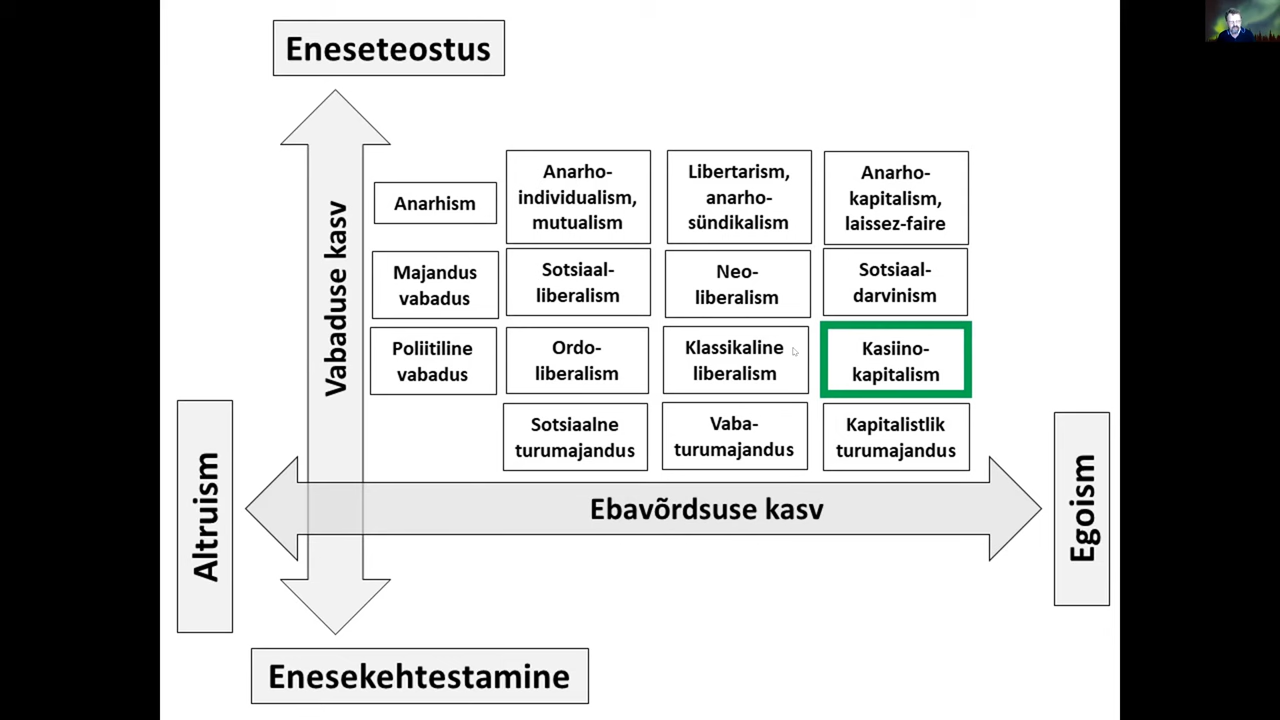 Eneseteostus
Vabaduse kasv
Anarhism
Anarho-
individualism,
mutualism
Libertarism,
anarho-
sündikalism
Anarho-
kapitalism,
laissez-faire
Majandus
vabadus
Sotsiaal-
liberalism
Neo-
liberalism
Sotsiaal-
darvinism
Poliitiline
vabadus
Ordo-
liberalism
Klassikaline
liberalism
Kasiino-
kapitalism
Sotsiaalne
turumajandus
Vaba-
turumajandus
Kapitalistlik
turumajandus
Altruism
Ebavõrdsuse kasv
Egoism
Enesekehtestamine